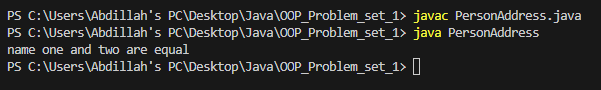 PS C:\Users\Abdillah's PC\Desktop\Java\OOP_Problem_set_1> javac PersonAddress.java
PS C:\Users\Abdillah's PC\Desktop\Java\OOP_Problem_set_1> java PersonAddress
name one and two are equal
PS C:\Users\Abdillah's PC\Desktop\Java\OOP_Problem_set_1>